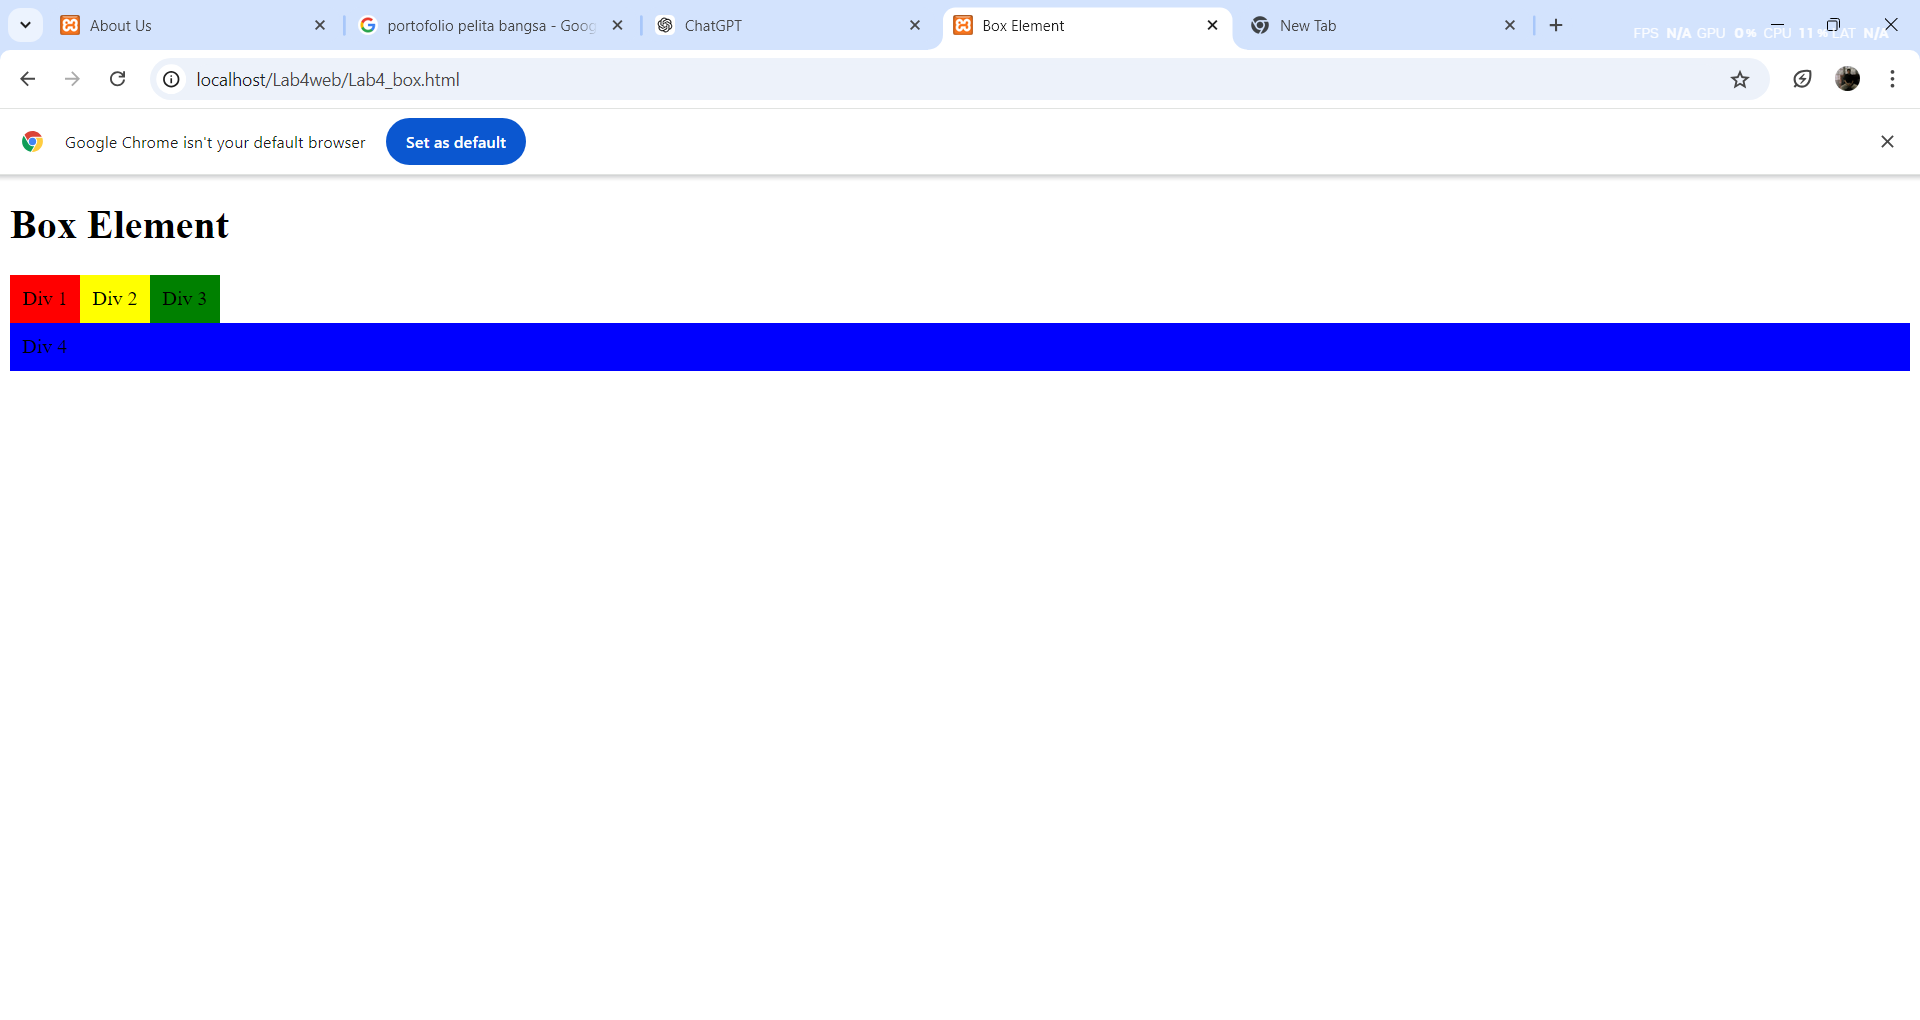 About Us
portofolio pelita bangsa - Goog
ChatGPT
Box Element
New Tab
FPS N/A GPU 0% CPU 11% LAT N/A
localhost/Lab4web/Lab4_box.html
Google Chrome isn't your default browser
Set as default
Box Element
Div 1 Div 2 Div 3
Div 4